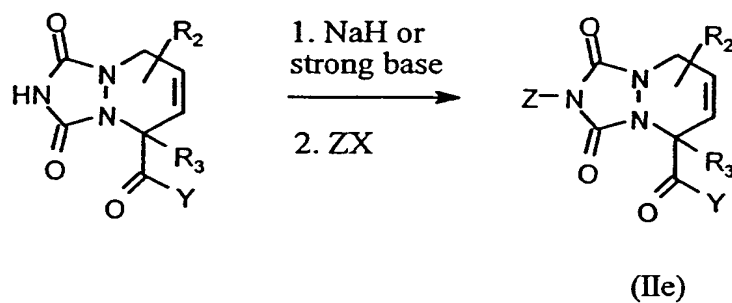 O
R₂
N
HN
N
O
R₃
O
Y
1. NaH or
strong base
2. ZX
O
R₂
N
Z-N
N
O
R₃
O
Y
(IIe)